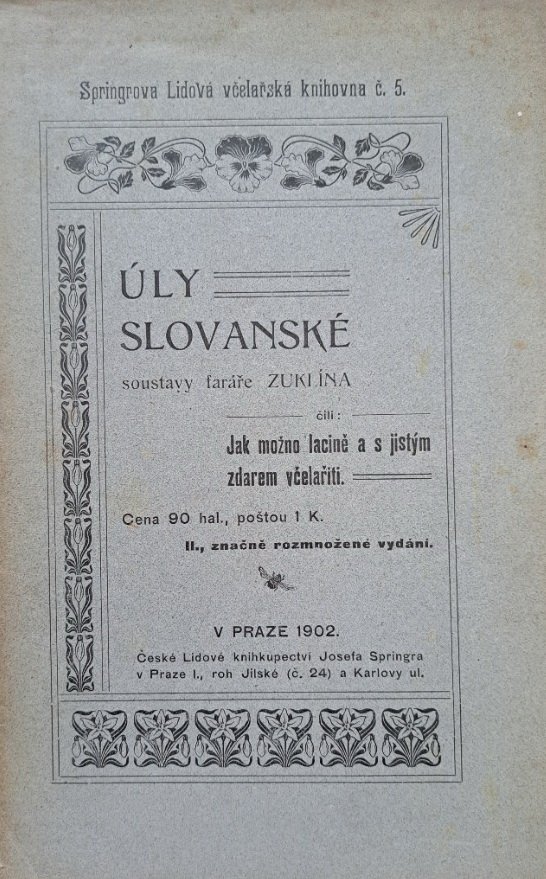 Springrova Lidová včelařská knihovna č. 5.
ÚLY
SLOVANSKÉ
soustavy faráře ZUKLÍNA
čili:
Jak možno lacině a s jistým
zdarem včelařiti.
Cena 90 hal., poštou 1 K.
II., značně rozmnožené vydání.
V PRAZE 1902.
České Lidové knihkupectví Josefa Springra
v Praze I., roh Jilské (č. 24) a Karlovy ul.